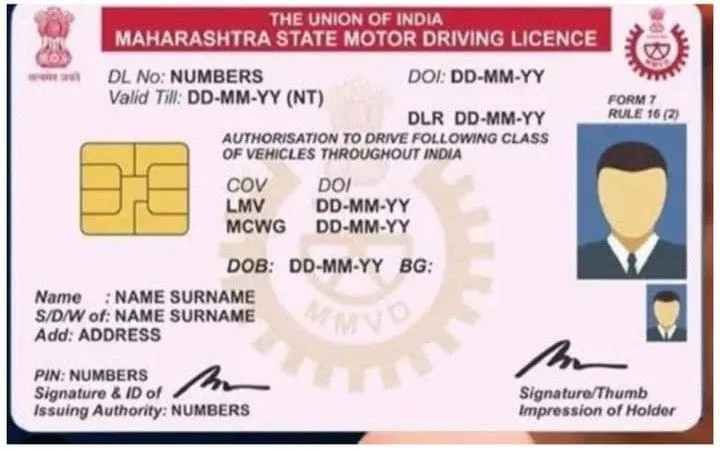 THE UNION OF INDIA
MAHARASHTRA STATE MOTOR DRIVING LICENCE
सत्यमेव जयते
MMVD
DL No: NUMBERS DOI: DD-MM-YY
Valid Till: DD-MM-YY (NT)
DLR DD-MM-YY
FORM 7
RULE 16 (2)
AUTHORISATION TO DRIVE FOLLOWING CLASS
OF VEHICLES THROUGHOUT INDIA
COV DOI
LMV DD-MM-YY
MCWG DD-MM-YY
DOB: DD-MM-YY BG:
MMVD
Name : NAME SURNAME
S/D/W of: NAME SURNAME
Add: ADDRESS
PIN: NUMBERS
Signature & ID of
Issuing Authority: NUMBERS
Signature/Thumb
Impression of Holder